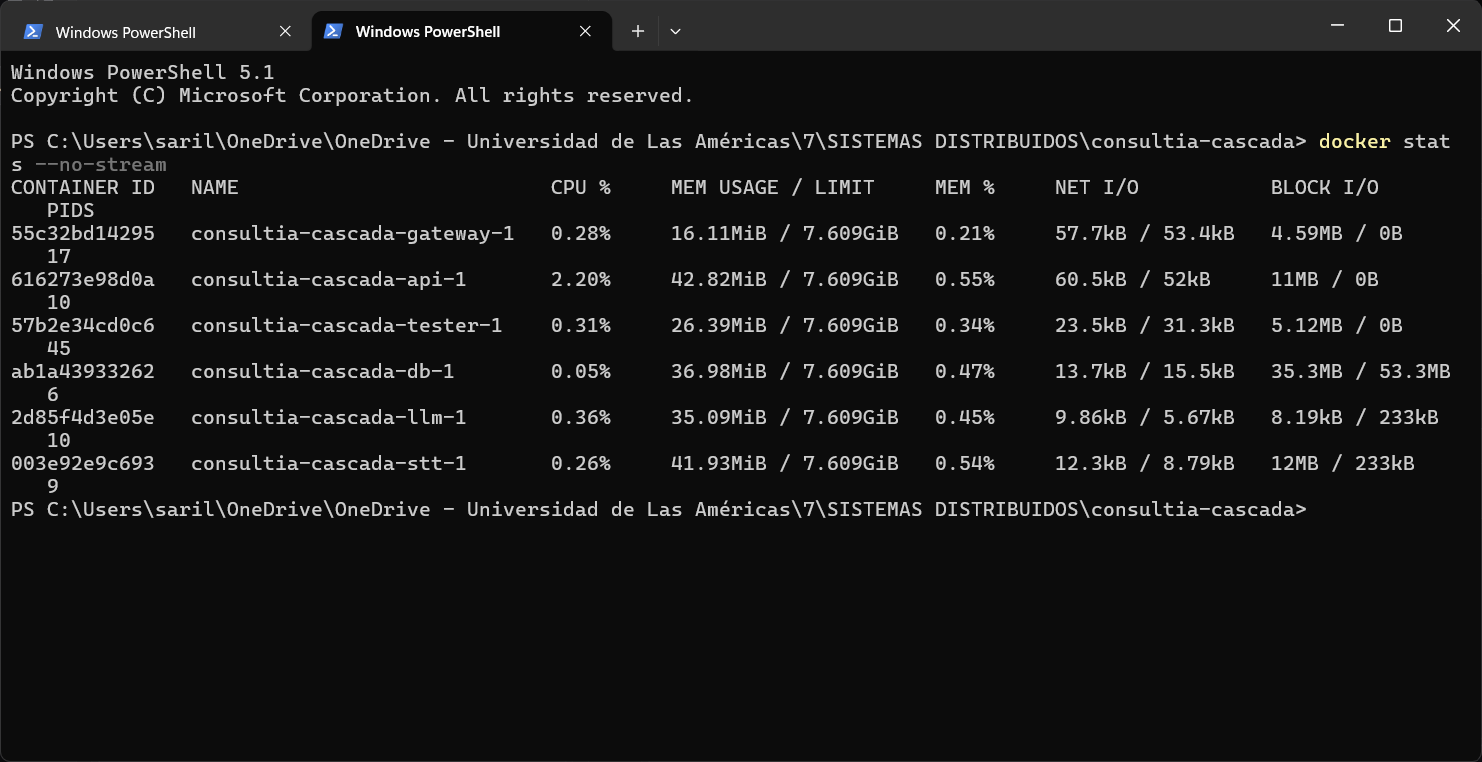 Windows PowerShell
Windows PowerShell
Windows PowerShell 5.1
Copyright (C) Microsoft Corporation. All rights reserved.
PS C:\Users\saril\OneDrive\OneDrive - Universidad de Las Américas\7\SISTEMAS DISTRIBUIDOS\consultia-cascada> docker stat
s --no-stream
CONTAINER ID   NAME                          CPU %     MEM USAGE / LIMIT     MEM %     NET I/O           BLOCK I/O
   PIDS
55c32bd14295   consultia-cascada-gateway-1   0.28%     16.11MiB / 7.609GiB   0.21%     57.7kB / 53.4kB   4.59MB / 0B
   17
616273e98d0a   consultia-cascada-api-1       2.20%     42.82MiB / 7.609GiB   0.55%     60.5kB / 52kB     11MB / 0B
   10
57b2e34cd0c6   consultia-cascada-tester-1    0.31%     26.39MiB / 7.609GiB   0.34%     23.5kB / 31.3kB   5.12MB / 0B
   45
ab1a43933262   consultia-cascada-db-1        0.05%     36.98MiB / 7.609GiB   0.47%     13.7kB / 15.5kB   35.3MB / 53.3MB
   6
2d85f4d3e05e   consultia-cascada-llm-1       0.36%     35.09MiB / 7.609GiB   0.45%     9.86kB / 5.67kB   8.19kB / 233kB
   10
003e92e9c693   consultia-cascada-stt-1       0.26%     41.93MiB / 7.609GiB   0.54%     12.3kB / 8.79kB   12MB / 233kB
   9
PS C:\Users\saril\OneDrive\OneDrive - Universidad de Las Américas\7\SISTEMAS DISTRIBUIDOS\consultia-cascada>